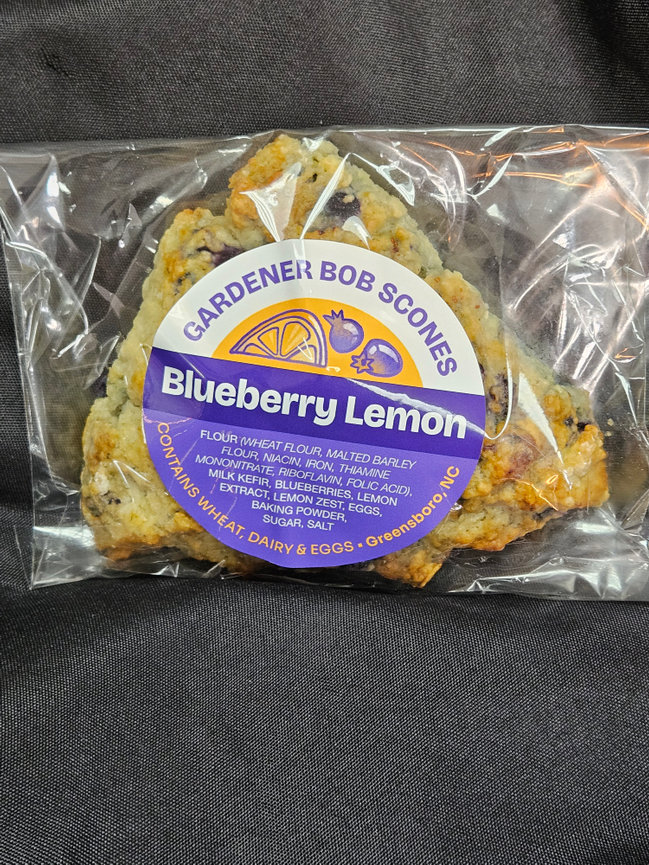 GARDENER BOB SCONES
Blueberry Lemon
FLOUR (WHEAT FLOUR, MALTED BARLEY
FLOUR, NIACIN, IRON, THIAMINE
MONONITRATE, RIBOFLAVIN, FOLIC ACID),
MILK KEFIR, BLUEBERRIES, LEMON
EXTRACT, LEMON ZEST, EGGS,
BAKING POWDER,
SUGAR, SALT
CONTAINS WHEAT, DAIRY & EGGS • Greensboro, NC